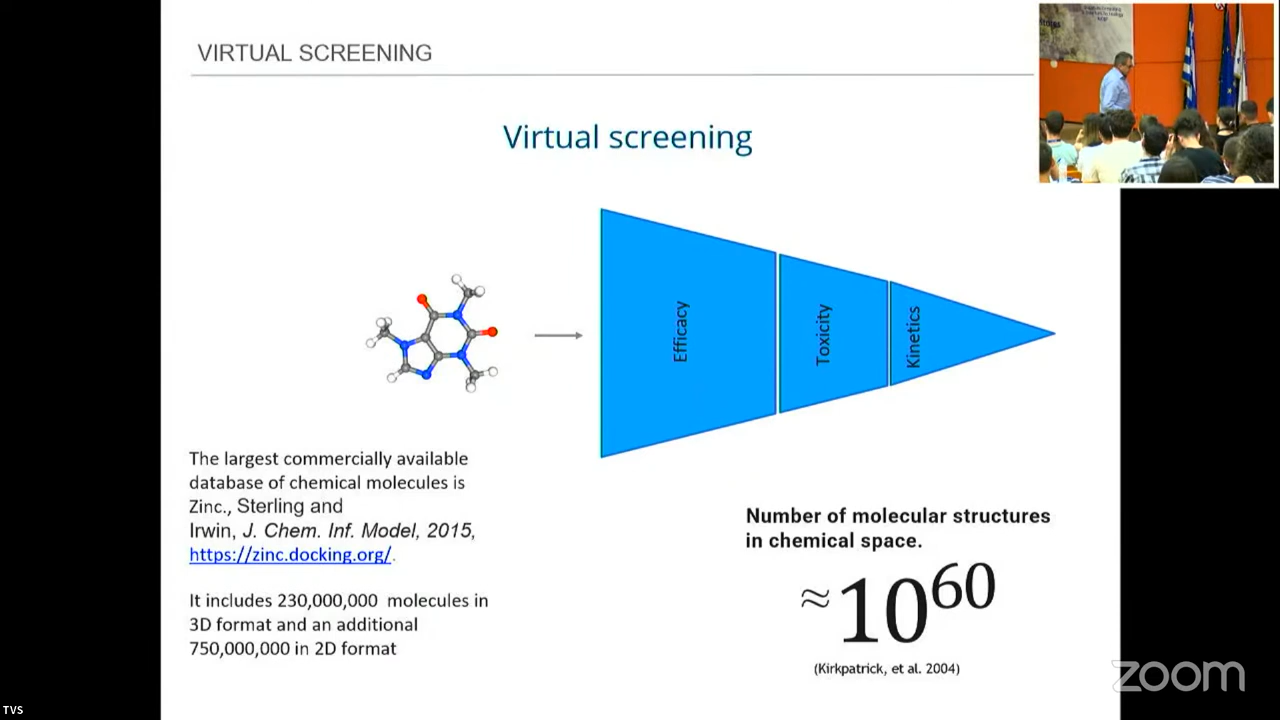 VIRTUAL SCREENING
Virtual screening
Efficacy
Toxicity
Kinetics
The largest commercially available
database of chemical molecules is
Zinc., Sterling and
Irwin, J. Chem. Inf. Model, 2015,
https://zinc.docking.org/.
It includes 230,000,000 molecules in
3D format and an additional
750,000,000 in 2D format
Number of molecular structures
in chemical space.
≈10⁶⁰
(Kirkpatrick, et al. 2004)
zoom
TVS